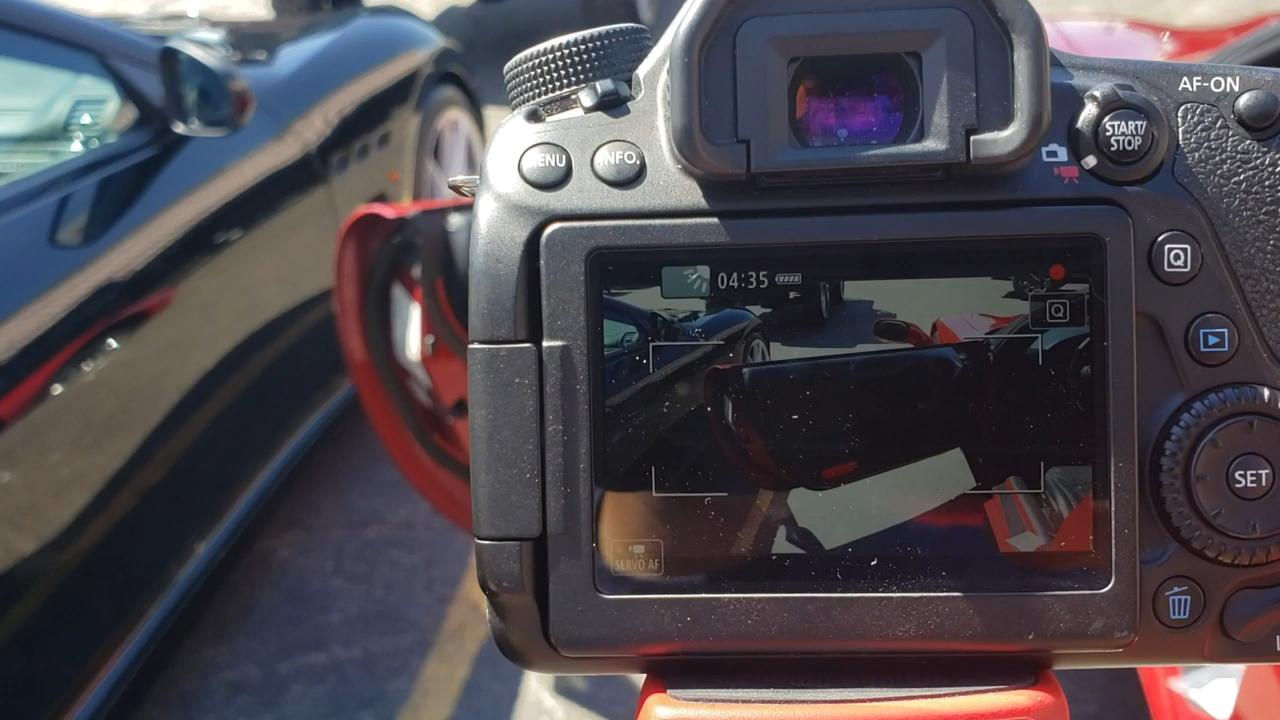 AF-ON
START/
STOP
MENU
INFO.
Q
04:35
Q
SERVO AF
SET